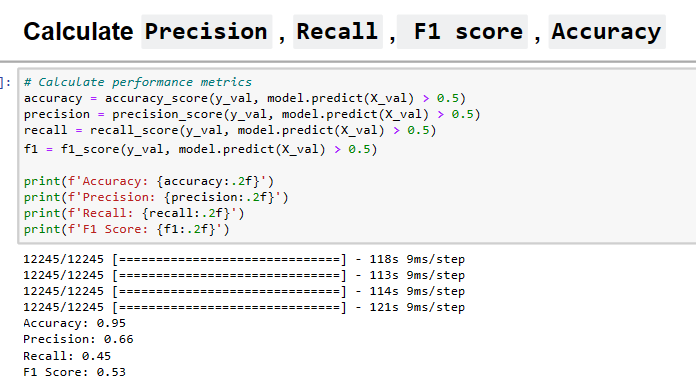 Calculate Precision , Recall , F1 score , Accuracy
]: # Calculate performance metrics
accuracy = accuracy_score(y_val, model.predict(X_val) > 0.5)
precision = precision_score(y_val, model.predict(X_val) > 0.5)
recall = recall_score(y_val, model.predict(X_val) > 0.5)
f1 = f1_score(y_val, model.predict(X_val) > 0.5)
print(f'Accuracy: {accuracy:.2f}')
print(f'Precision: {precision:.2f}')
print(f'Recall: {recall:.2f}')
print(f'F1 Score: {f1:.2f}')
12245/12245 [==============================] - 118s 9ms/step
12245/12245 [==============================] - 113s 9ms/step
12245/12245 [==============================] - 114s 9ms/step
12245/12245 [==============================] - 121s 9ms/step
Accuracy: 0.95
Precision: 0.66
Recall: 0.45
F1 Score: 0.53